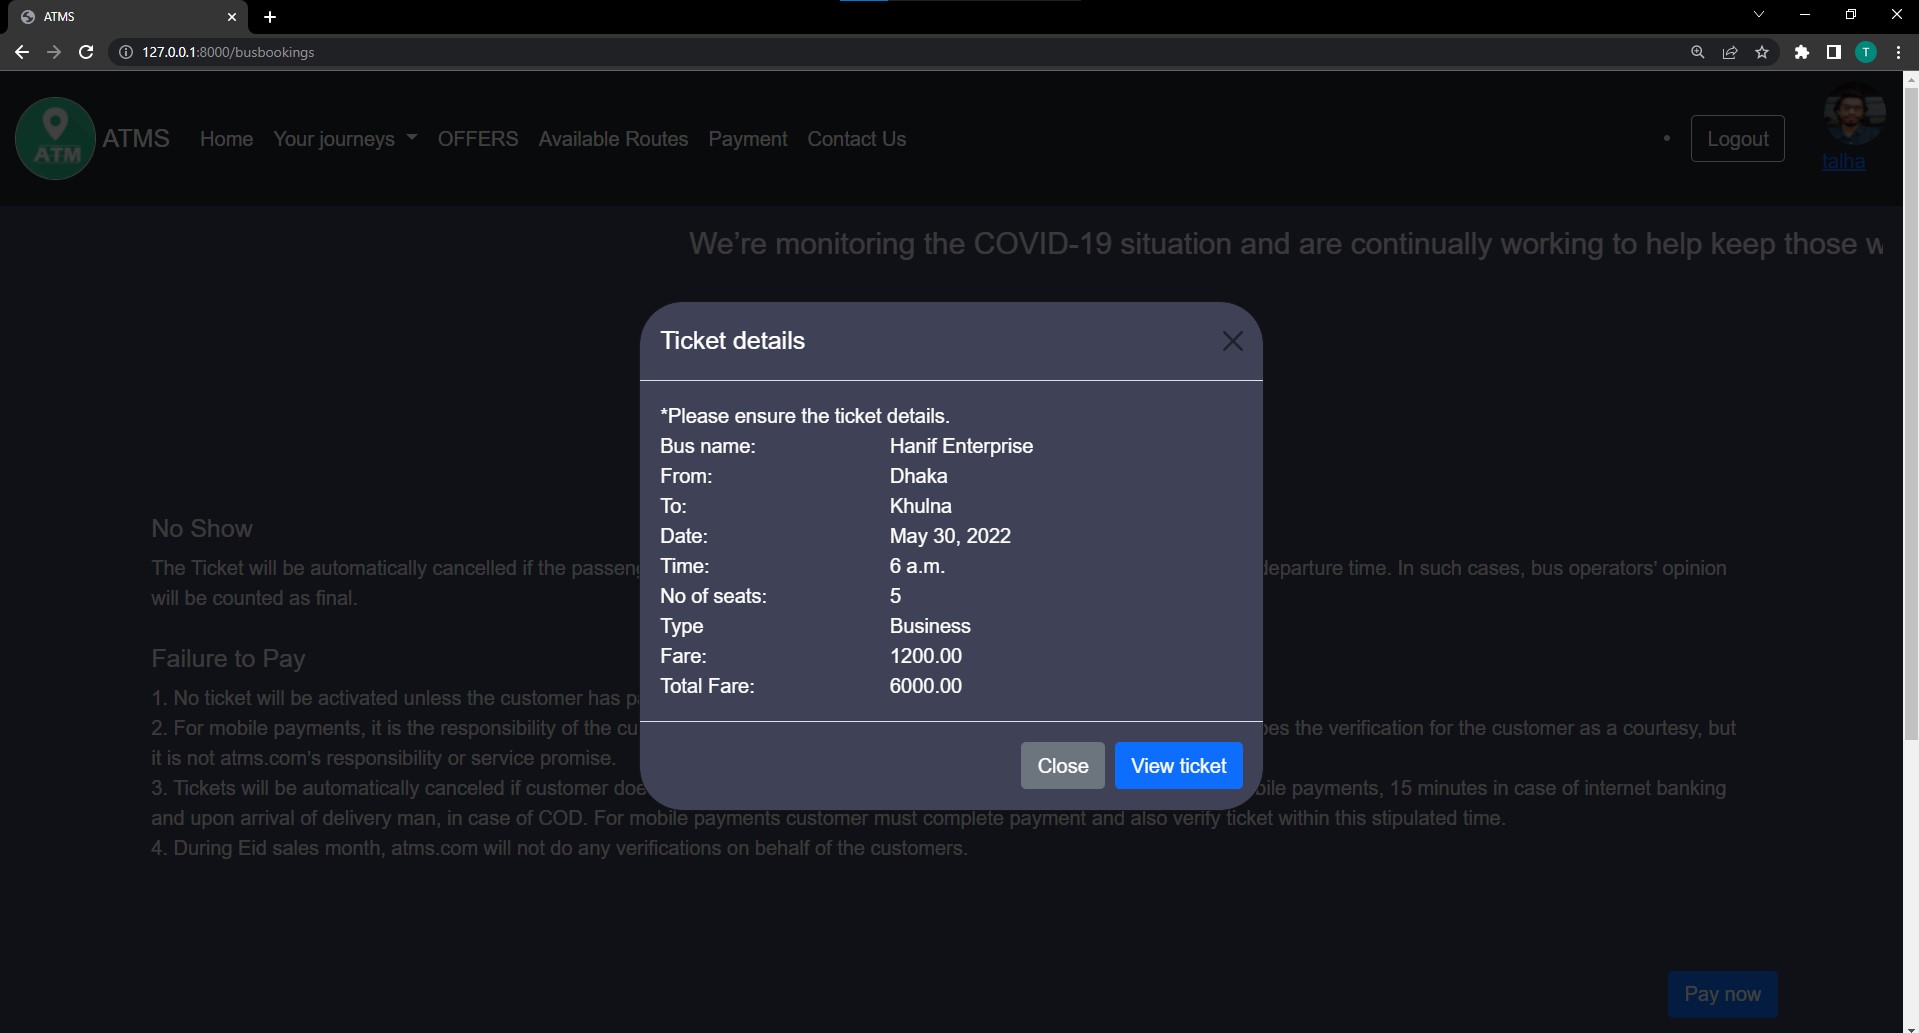 ATMS
127.0.0.1:8000/busbookings
T
ATM
ATMS Home Your journeys OFFERS Available Routes Payment Contact Us
Logout
talha
We’re monitoring the COVID-19 situation and are continually working to help keep those
Ticket details
*Please ensure the ticket details.
Bus name: Hanif Enterprise
From: Dhaka
To: Khulna
Date: May 30, 2022
Time: 6 a.m.
No of seats: 5
Type Business
Fare: 1200.00
Total Fare: 6000.00
Close View ticket
No Show
The Ticket will be automatically cancelled if the departure time. In such cases, bus operators' opinion
will be counted as final.
Failure to Pay
1. No ticket will be activated unless the customer has
2. For mobile payments, it is the responsibility of the the verification for the customer as a courtesy, but
it is not atms.com's responsibility or service promise.
3. Tickets will be automatically canceled if customer payments, 15 minutes in case of internet banking
and upon arrival of delivery man, in case of COD. For mobile payments customer must complete payment and also verify ticket within this stipulated time.
4. During Eid sales month, atms.com will not do any verifications on behalf of the customers.
Pay now